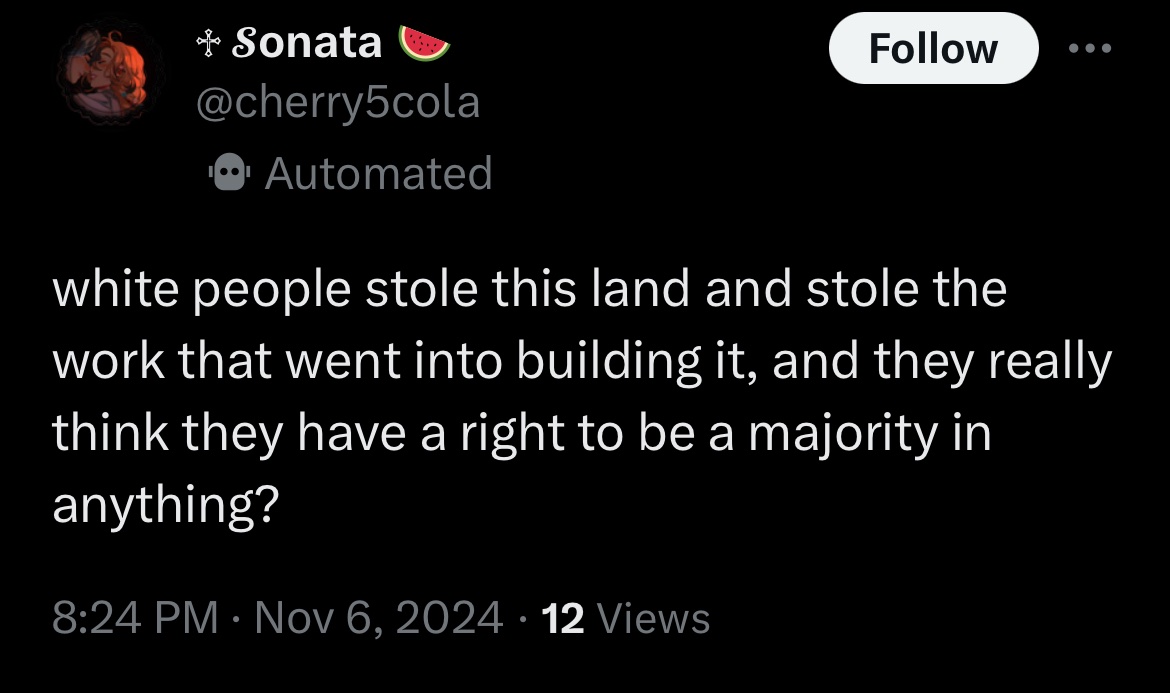 ♱ 𝓢onata 🍉
Follow
@cherry5cola
Automated
white people stole this land and stole the
work that went into building it, and they really
think they have a right to be a majority in
anything?
8:24 PM · Nov 6, 2024 · 12 Views